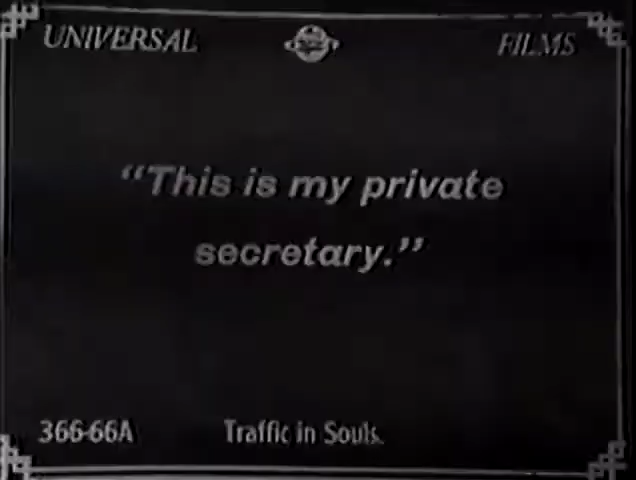 UNIVERSAL FILMS
“This is my private
secretary.”
366-66A Traffic in Souls.